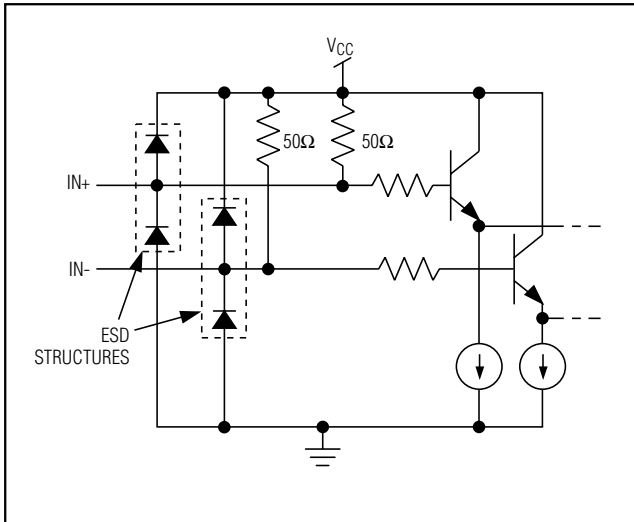 VCC
50Ω 50Ω
IN+
IN-
ESD
STRUCTURES